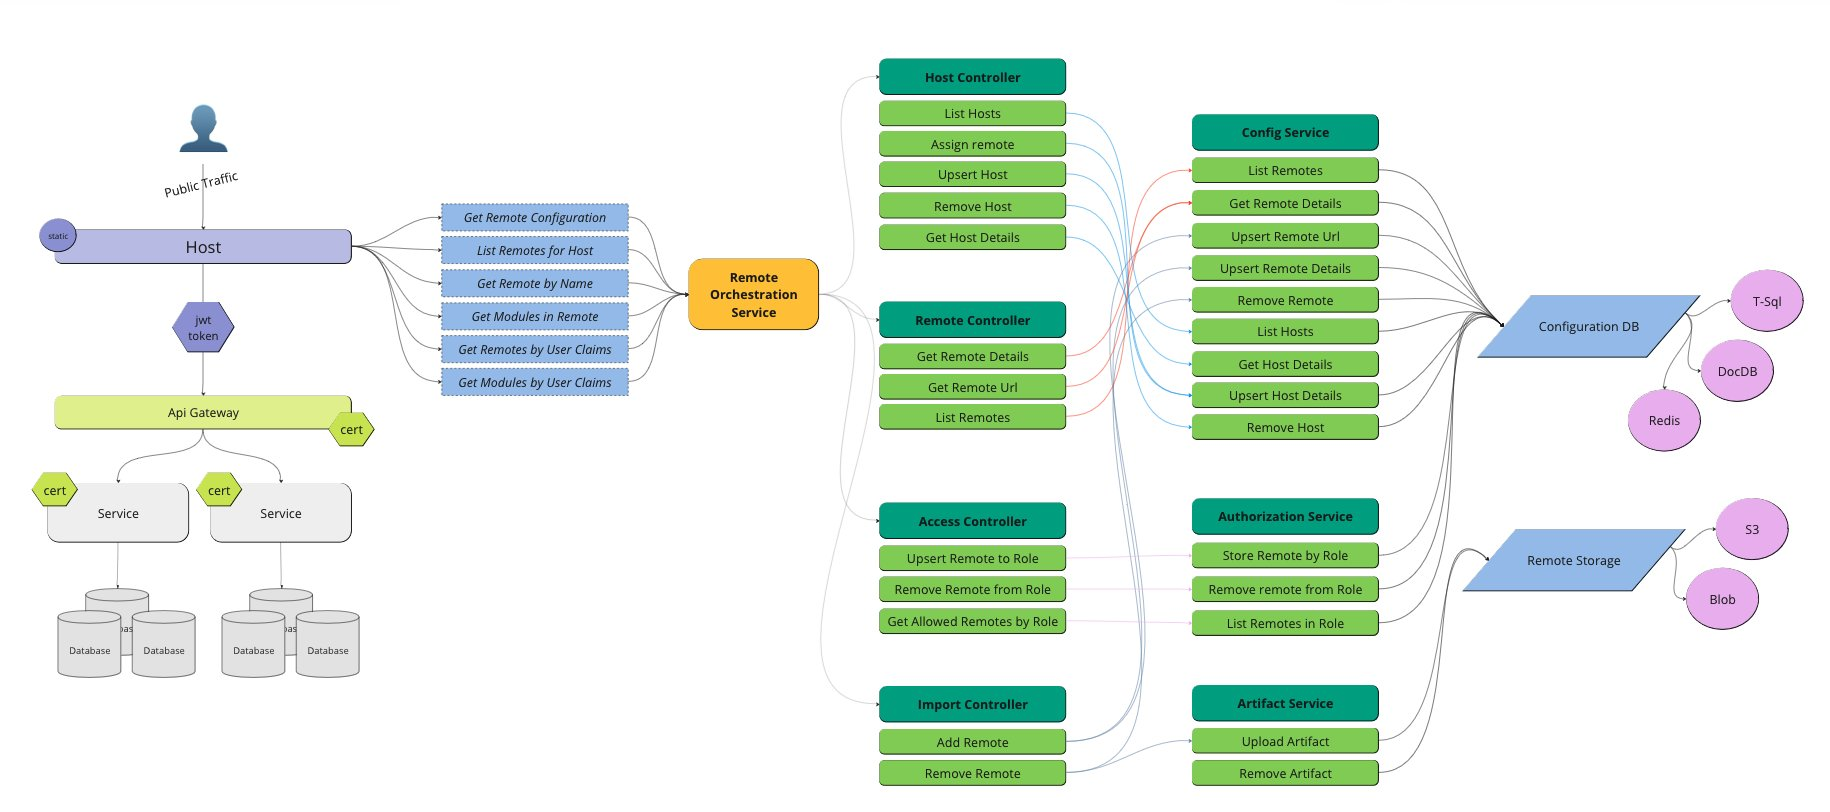 Public Traffic
static
Host
jwt
token
Api Gateway
cert
cert
Service
cert
Service
Database
Database
Database
Database
Get Remote Configuration
List Remotes for Host
Get Remote by Name
Get Modules in Remote
Get Remotes by User Claims
Get Modules by User Claims
Remote
Orchestration
Service
Host Controller
List Hosts
Assign remote
Upsert Host
Remove Host
Get Host Details
Remote Controller
Get Remote Details
Get Remote Url
List Remotes
Access Controller
Upsert Remote to Role
Remove Remote from Role
Get Allowed Remotes by Role
Import Controller
Add Remote
Remove Remote
Config Service
List Remotes
Get Remote Details
Upsert Remote Url
Upsert Remote Details
Remove Remote
List Hosts
Get Host Details
Upsert Host Details
Remove Host
Authorization Service
Store Remote by Role
Remove remote from Role
List Remotes in Role
Artifact Service
Upload Artifact
Remove Artifact
Configuration DB
T-Sql
DocDB
Redis
Remote Storage
S3
Blob